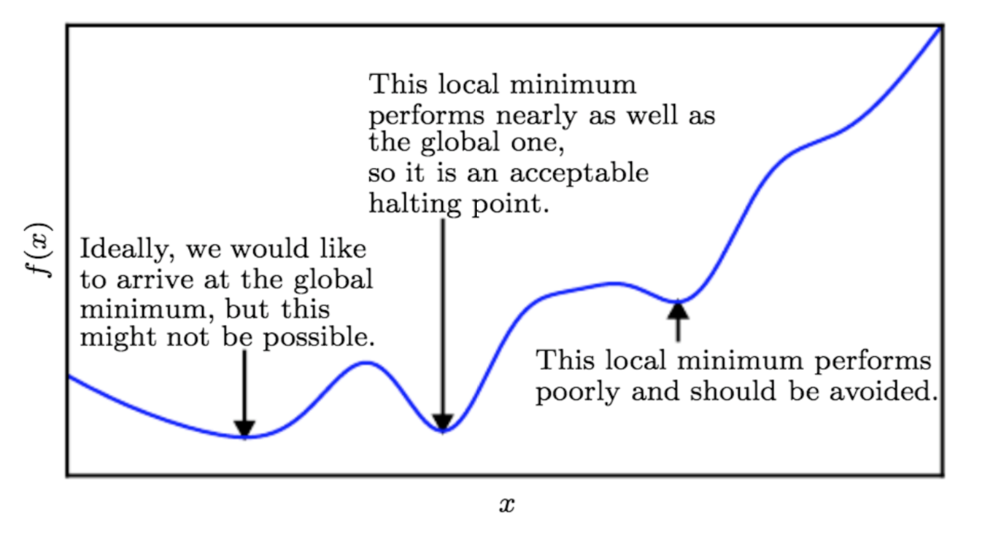 This local minimum
performs nearly as well as
the global one,
so it is an acceptable
halting point.
Ideally, we would like
to arrive at the global
minimum, but this
might not be possible.
This local minimum performs
poorly and should be avoided.
f(x)
x